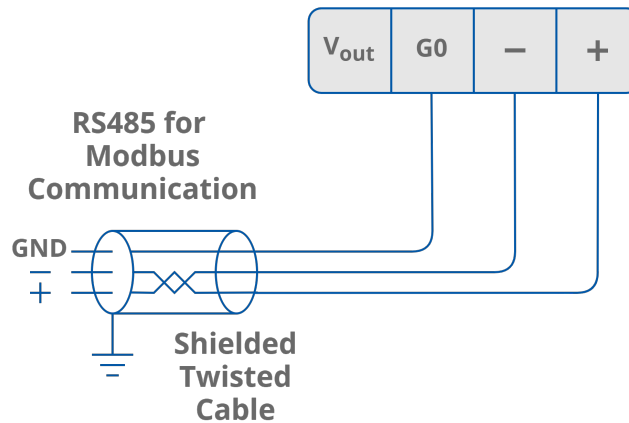 Vout G0 − +
RS485 for
Modbus
Communication
GND
−
+
Shielded
Twisted
Cable